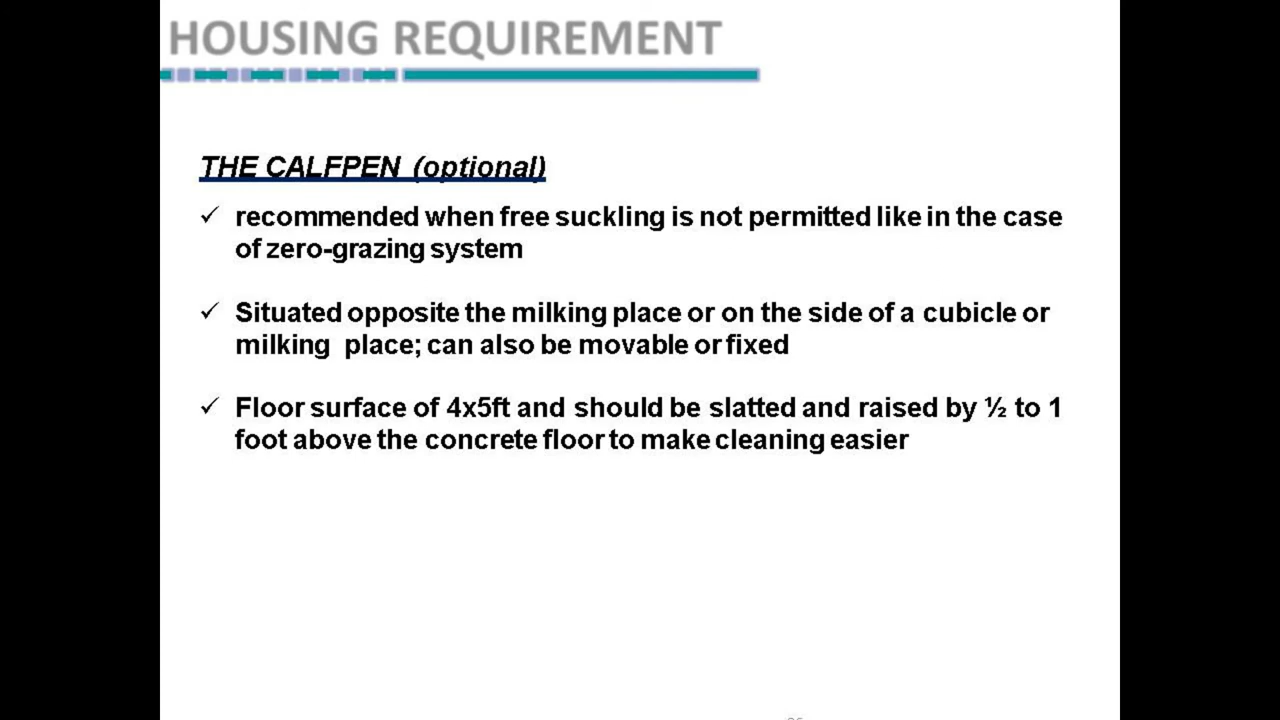 HOUSING REQUIREMENT
THE CALFPEN (optional)
✓ recommended when free suckling is not permitted like in the case
of zero-grazing system
✓ Situated opposite the milking place or on the side of a cubicle or
milking place; can also be movable or fixed
✓ Floor surface of 4x5ft and should be slatted and raised by ½ to 1
foot above the concrete floor to make cleaning easier